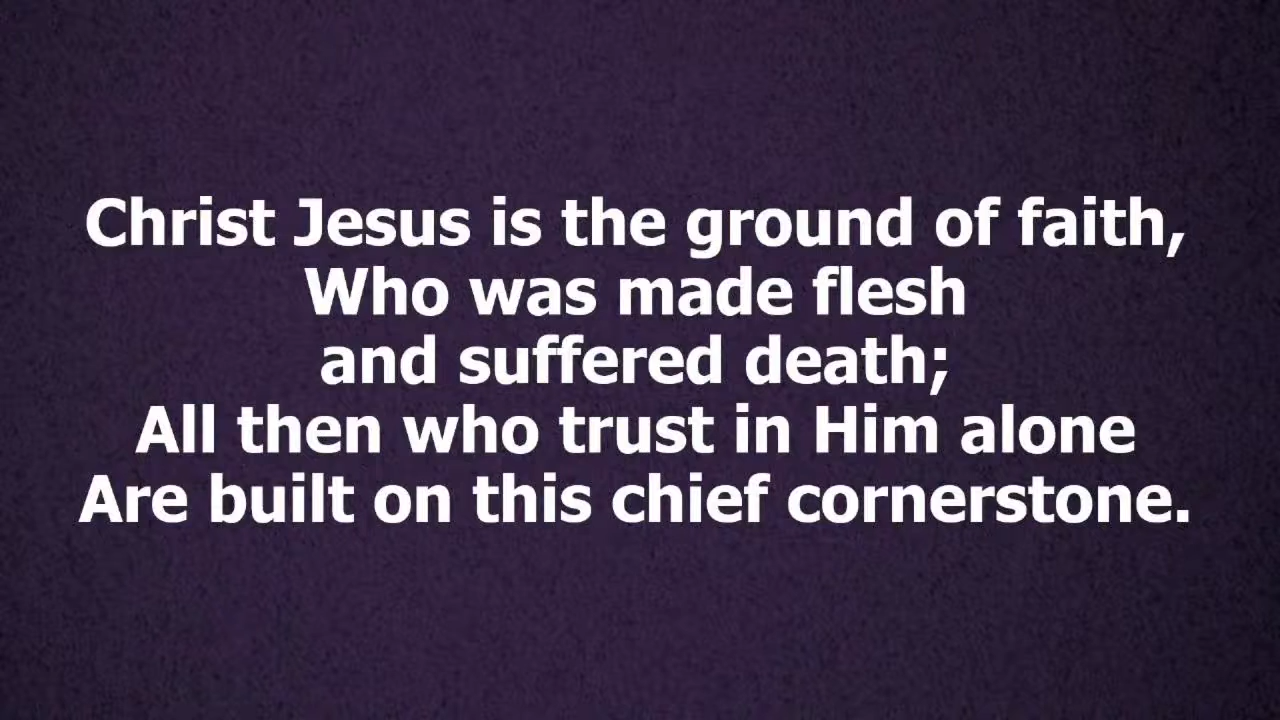 Christ Jesus is the ground of faith,
Who was made flesh
and suffered death;
All then who trust in Him alone
Are built on this chief cornerstone.